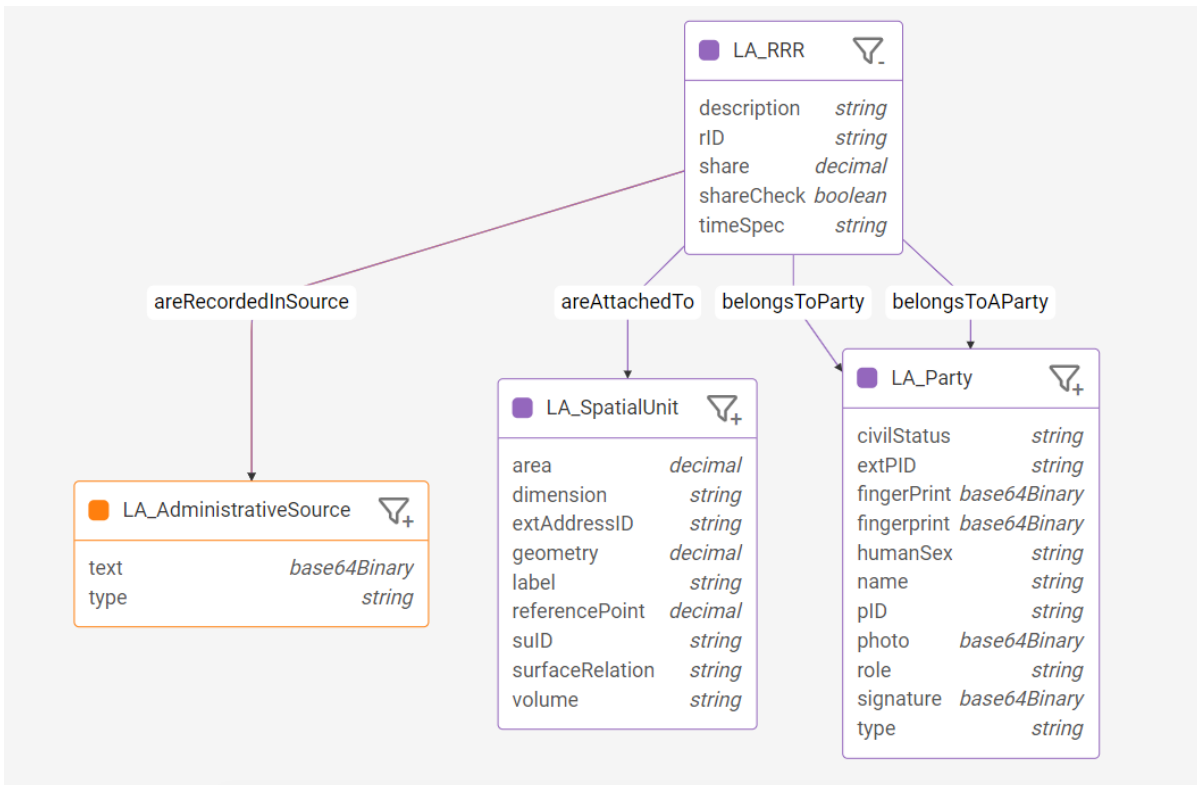 LA_RRR
description string
rID string
share decimal
shareCheck boolean
timeSpec string
areRecordedInSource
areAttachedTo
belongsToParty
belongsToAParty
LA_AdministrativeSource
text base64Binary
type string
LA_SpatialUnit
area decimal
dimension string
extAddressID string
geometry decimal
label string
referencePoint decimal
suID string
surfaceRelation string
volume string
LA_Party
civilStatus string
extPID string
fingerPrint base64Binary
fingerprint base64Binary
humanSex string
name string
pID string
photo base64Binary
role string
signature base64Binary
type string